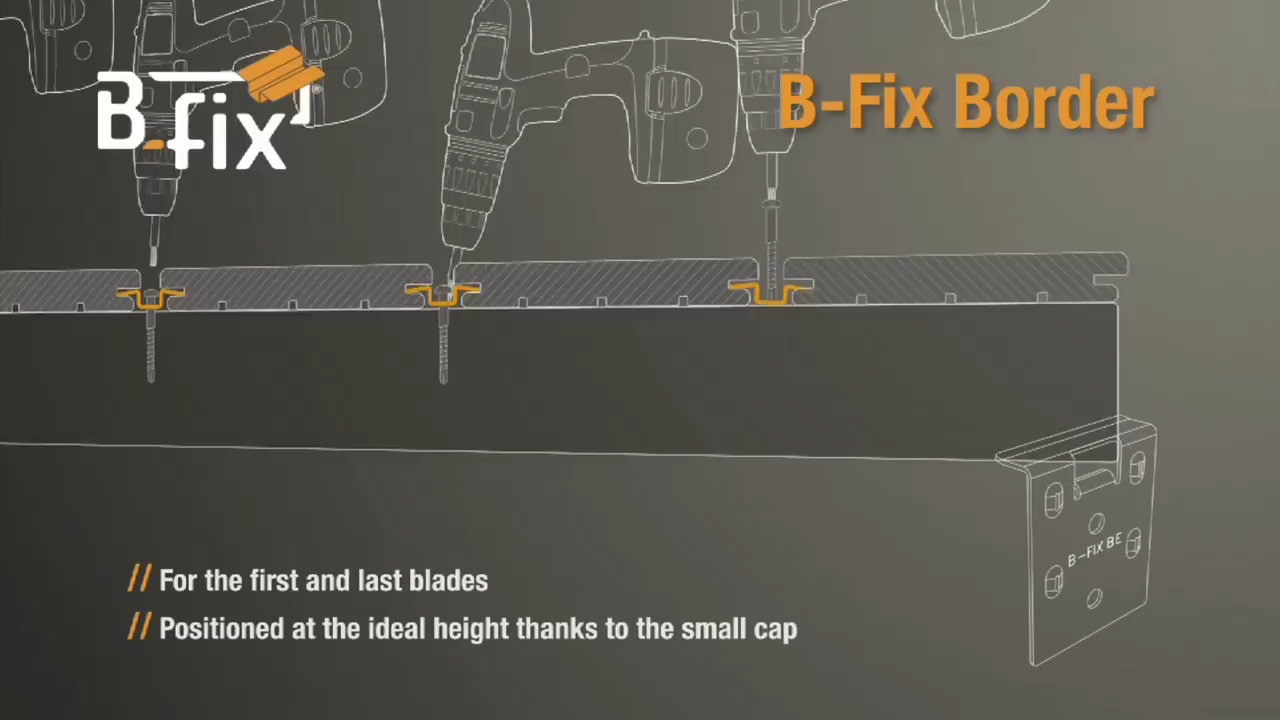 B-fix®
B-Fix Border
B-FIX BE
// For the first and last blades
// Positioned at the ideal height thanks to the small cap